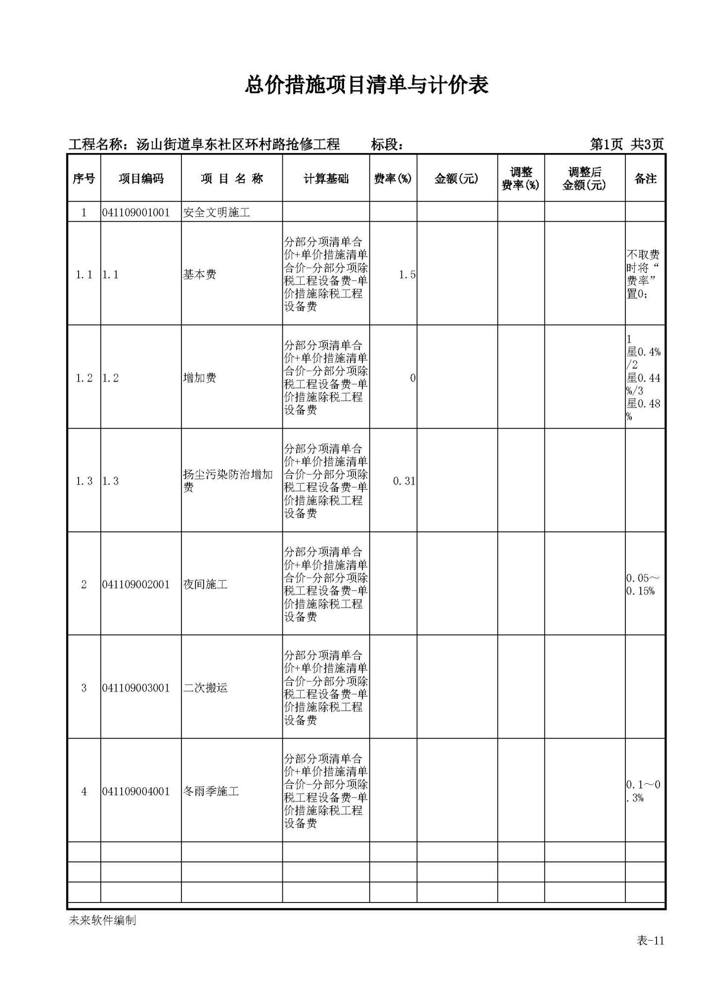 总价措施项目清单与计价表
工程名称：汤山街道阜东社区环村路抢修工程 标段： 第1页 共3页
序号 项目编码 项 目 名 称 计算基础 费率(%) 金额(元) 调整费率(%) 调整后金额(元) 备注
1 041109001001 安全文明施工
1.1 1.1 基本费
分部分项清单合
价+单价措施清单
合价-分部分项除
税工程设备费-单
价措施除税工程
设备费
1.5
不取费
时将“
费率”
置0;
1.2 1.2 增加费
分部分项清单合
价+单价措施清单
合价-分部分项除
税工程设备费-单
价措施除税工程
设备费
0
1
星0.4%
/2
星0.44
%/3
星0.48
%
1.3 1.3 扬尘污染防治增加
费
分部分项清单合
价+单价措施清单
合价-分部分项除
税工程设备费-单
价措施除税工程
设备费
0.31
2 041109002001 夜间施工
分部分项清单合
价+单价措施清单
合价-分部分项除
税工程设备费-单
价措施除税工程
设备费
0.05～
0.15%
3 041109003001 二次搬运
分部分项清单合
价+单价措施清单
合价-分部分项除
税工程设备费-单
价措施除税工程
设备费
4 041109004001 冬雨季施工
分部分项清单合
价+单价措施清单
合价-分部分项除
税工程设备费-单
价措施除税工程
设备费
0.1～0
.3%
未来软件编制
表-11